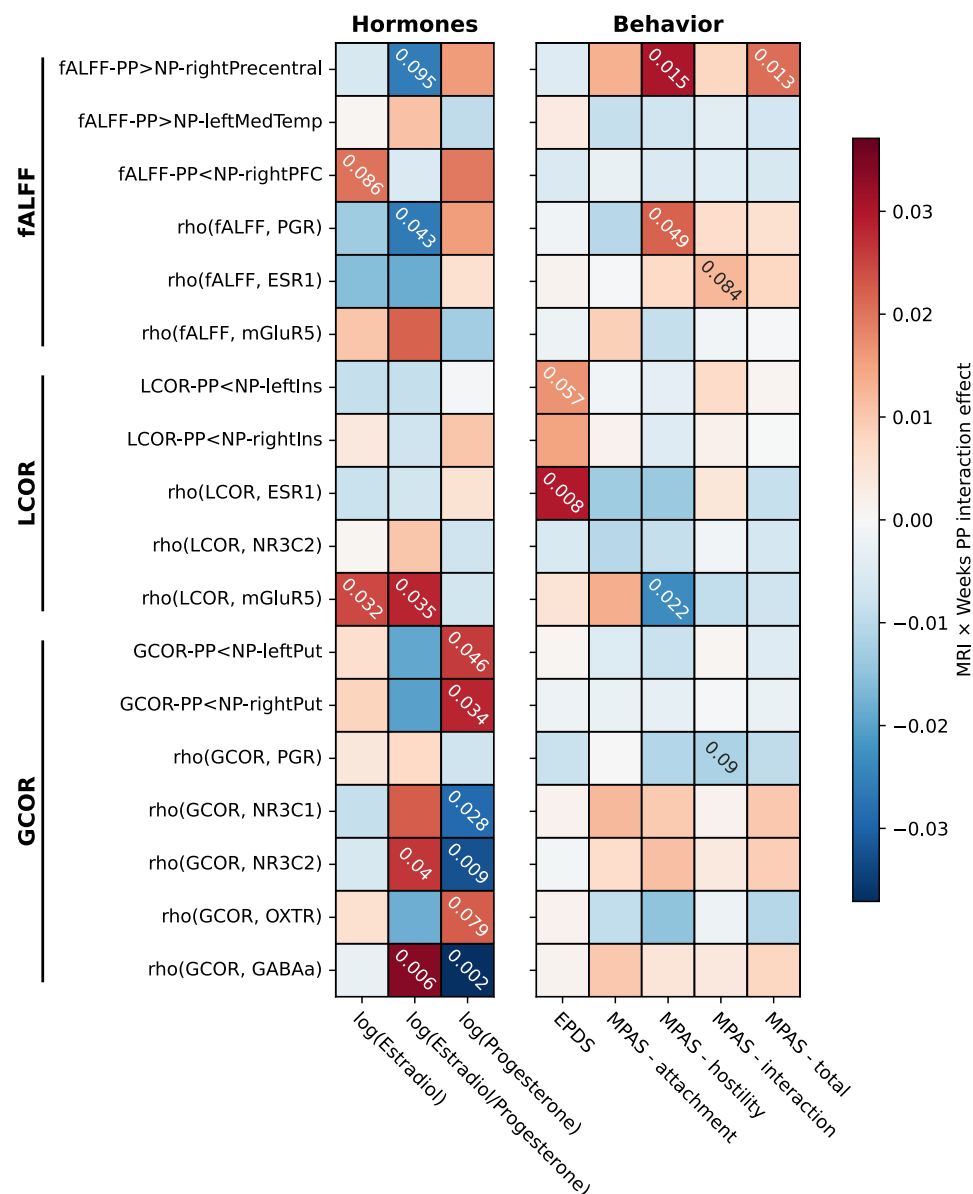 Hormones
Behavior
fALFF
fALFF-PP>NP-rightPrecentral
0.095
0.015
0.013
fALFF-PP>NP-leftMedTemp
fALFF-PP<NP-rightPFC
0.086
rho(fALFF, PGR)
0.043
0.049
rho(fALFF, ESR1)
0.084
rho(fALFF, mGluR5)
LCOR
LCOR-PP<NP-leftIns
0.057
LCOR-PP<NP-rightIns
rho(LCOR, ESR1)
0.008
rho(LCOR, NR3C2)
rho(LCOR, mGluR5)
0.032
0.035
0.022
GCOR
GCOR-PP<NP-leftPut
0.046
GCOR-PP<NP-rightPut
0.034
rho(GCOR, PGR)
0.09
rho(GCOR, NR3C1)
0.028
rho(GCOR, NR3C2)
0.04
0.009
rho(GCOR, OXTR)
0.079
rho(GCOR, GABAa)
0.006
0.002
log(Estradiol)
log(Estradiol/Progesterone)
log(Progesterone)
EPDS
MPAS - attachment
MPAS - hostility
MPAS - interaction
MPAS - total
0.03
0.02
0.01
0.00
−0.01
−0.02
−0.03
MRI × Weeks PP interaction effect